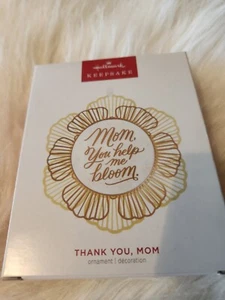 Hallmark
KEEPSAKE
Mom,
You help
me
bloom.
THANK YOU, MOM
ornament | decoration